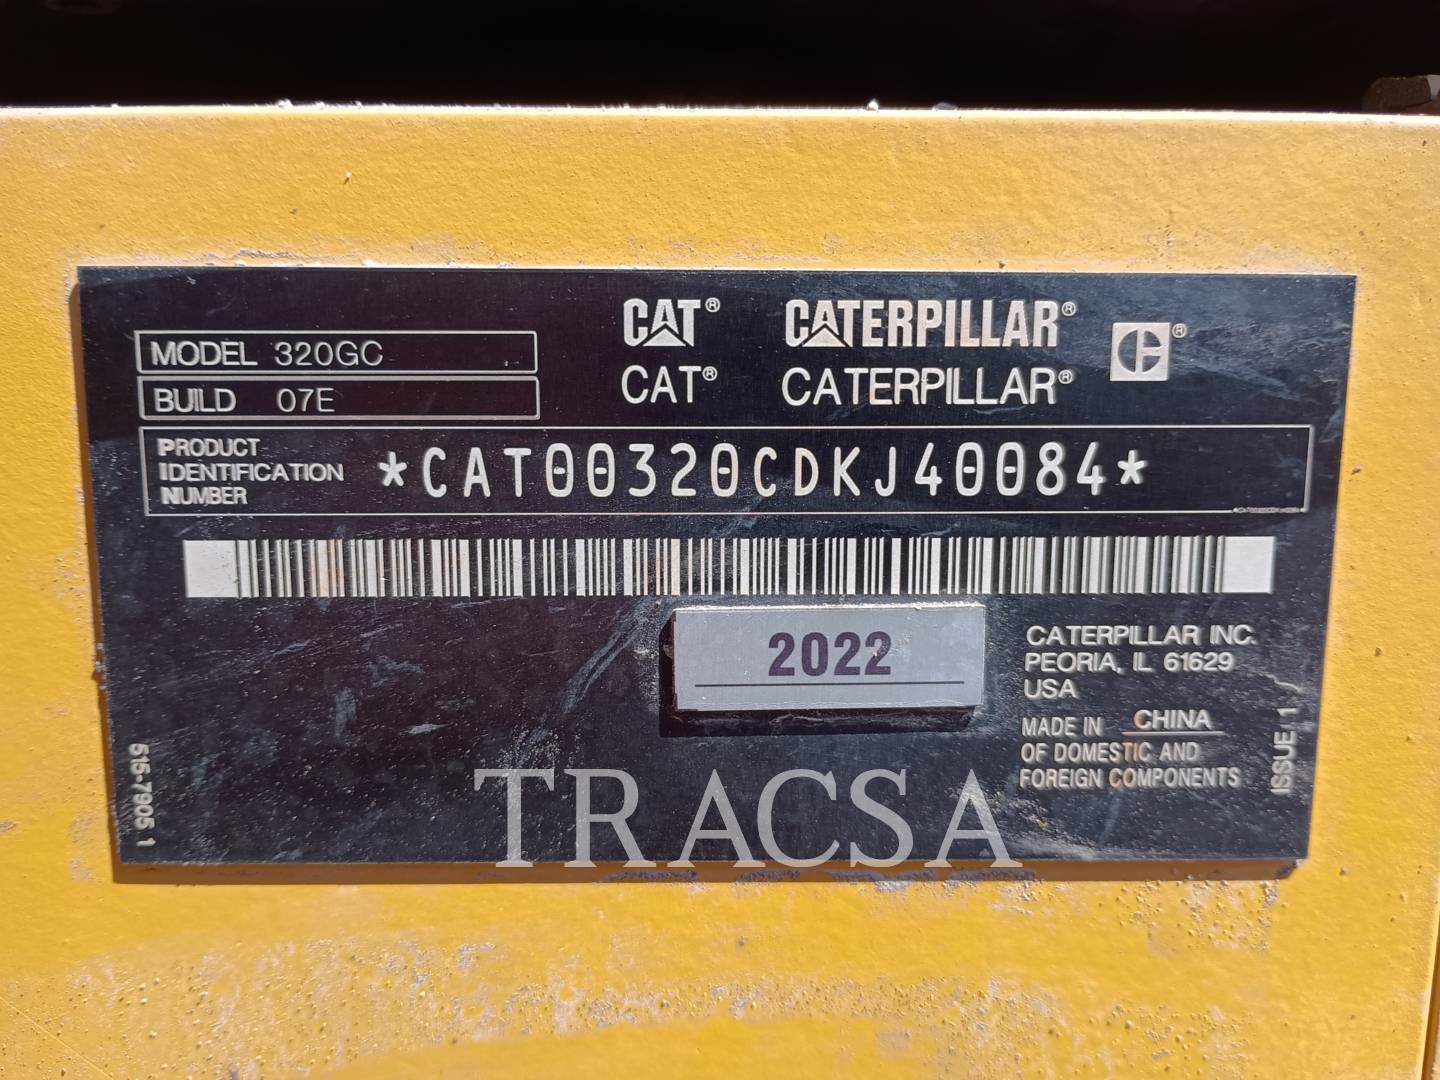 CAT® CATERPILLAR®
CAT® CATERPILLAR®
MODEL 320GC
BUILD 07E
PRODUCT
IDENTIFICATION
NUMBER
*CAT00320CDKJ40084*
2022
CATERPILLAR INC.
PEORIA, IL 61629
USA
MADE IN CHINA
OF DOMESTIC AND
FOREIGN COMPONENTS
ISSUE 1
515-7905 1
TRACSA